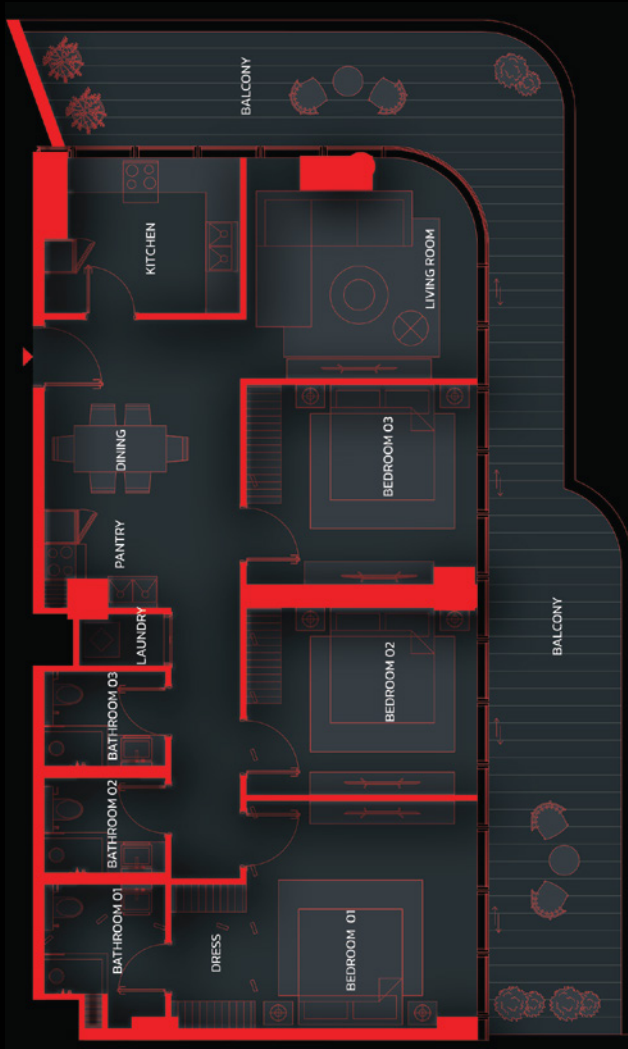 BALCONY
KITCHEN
LIVING ROOM
DINING
BEDROOM 03
PANTRY
LAUNDRY
BALCONY
BATHROOM 03
BEDROOM 02
BATHROOM 02
BATHROOM 01
DRESS
BEDROOM 01